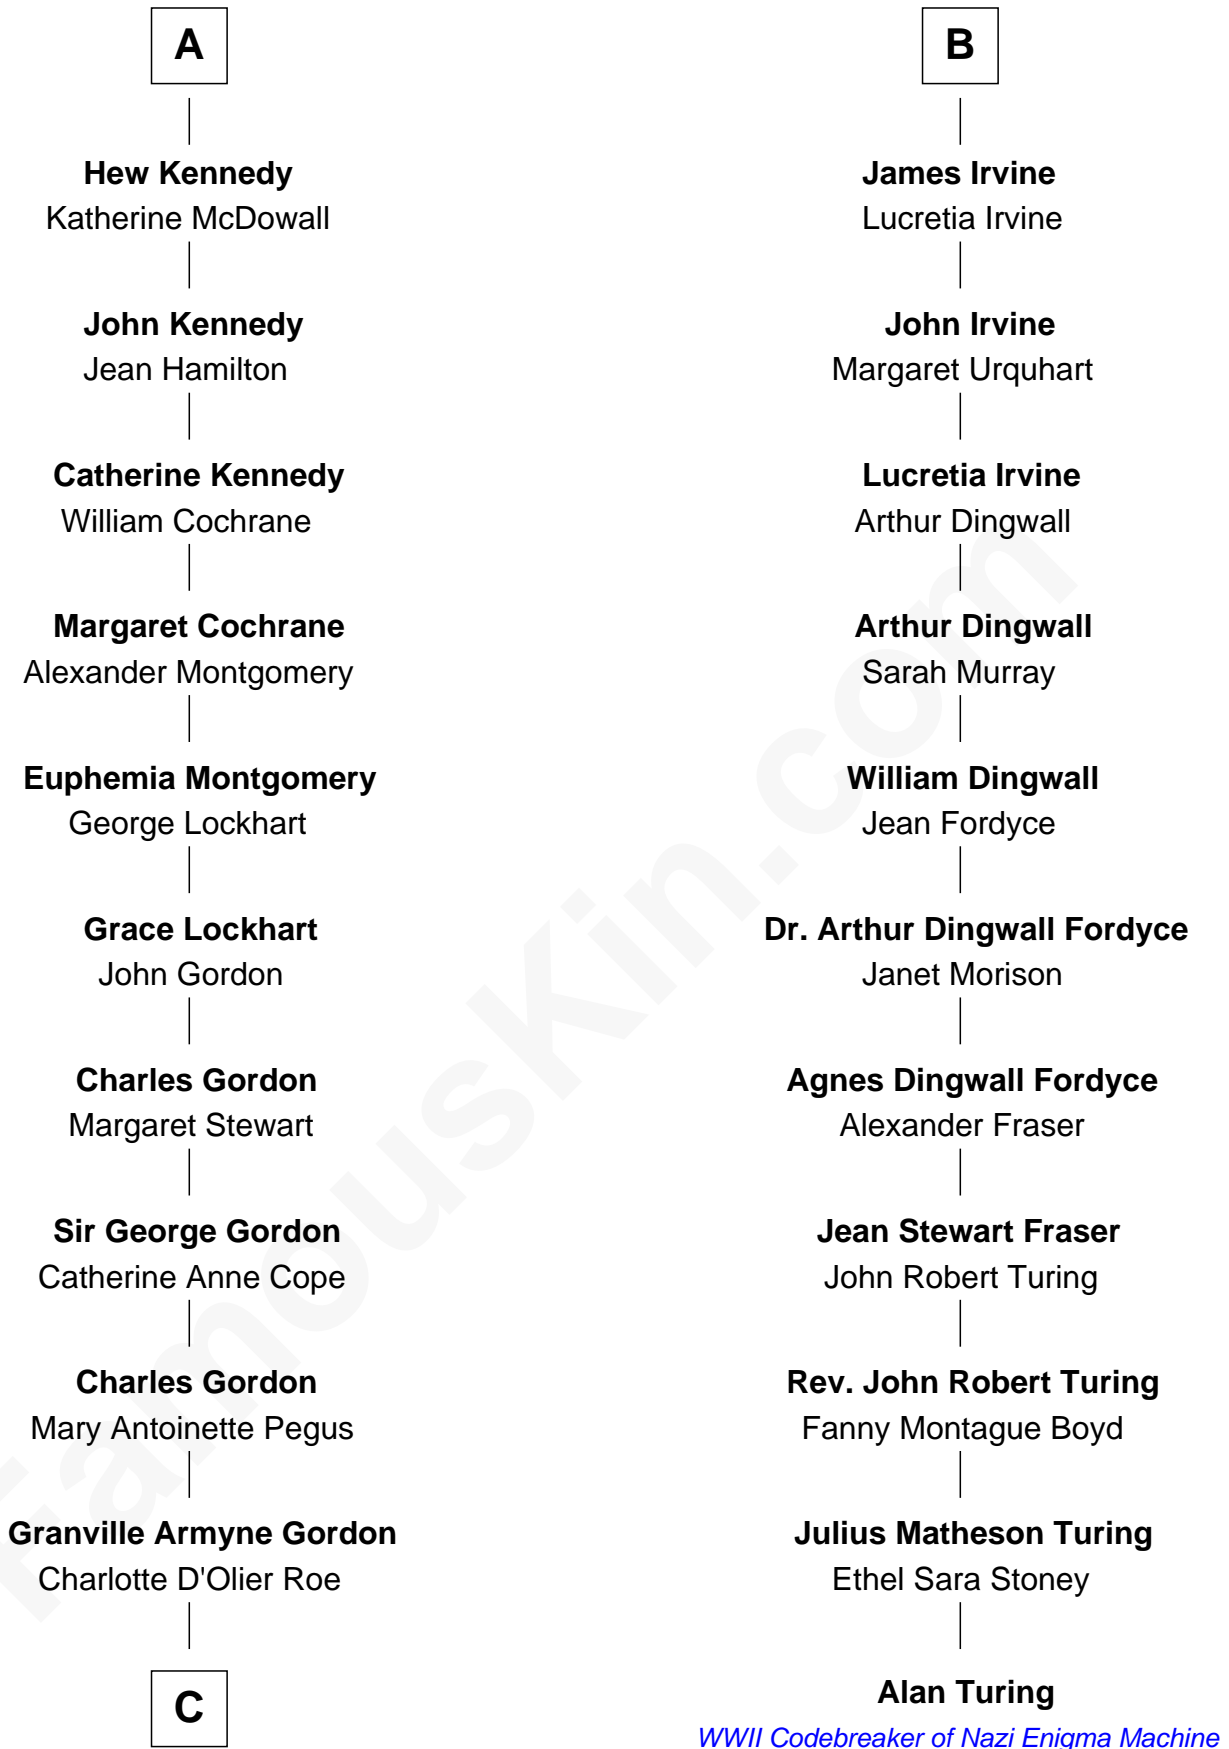 A
Hew Kennedy
Katherine McDowall
John Kennedy
Jean Hamilton
Catherine Kennedy
William Cochrane
Margaret Cochrane
Alexander Montgomery
Euphemia Montgomery
George Lockhart
Grace Lockhart
John Gordon
Charles Gordon
Margaret Stewart
Sir George Gordon
Catherine Anne Cope
Charles Gordon
Mary Antoinette Pegus
Granville Armyne Gordon
Charlotte D'Olier Roe
C
B
James Irvine
Lucretia Irvine
John Irvine
Margaret Urquhart
Lucretia Irvine
Arthur Dingwall
Arthur Dingwall
Sarah Murray
William Dingwall
Jean Fordyce
Dr. Arthur Dingwall Fordyce
Janet Morison
Agnes Dingwall Fordyce
Alexander Fraser
Jean Stewart Fraser
John Robert Turing
Rev. John Robert Turing
Fanny Montague Boyd
Julius Matheson Turing
Ethel Sara Stoney
Alan Turing
WWII Codebreaker of Nazi Enigma Machine
FamousKin.com